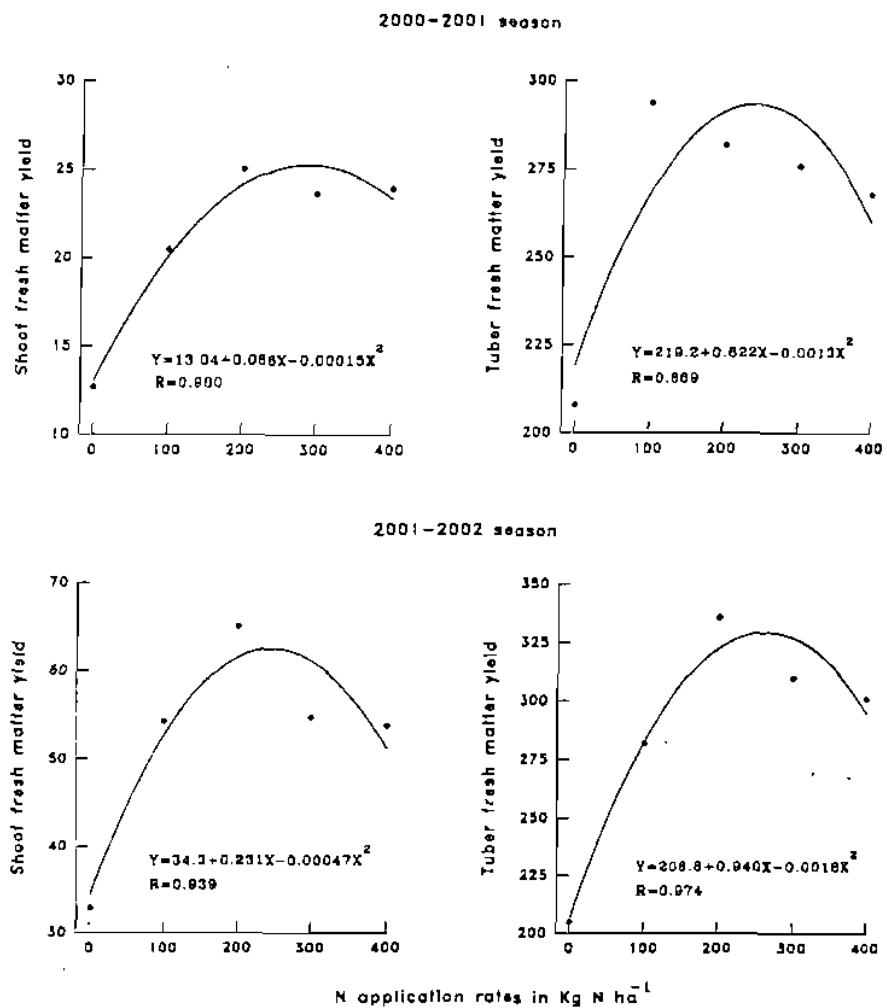 2000-2001 season
Shoot fresh matter yield
30
25
20
15
10
0 100 200 300 400
Y=13.04+0.086X-0.00015X²
R=0.980
Tuber fresh matter yield
300
275
250
225
200
0 100 200 300 400
Y=219.2+0.622X-0.0013X²
R=0.869
2001-2002 season
Shoot fresh matter yield
70
60
50
40
30
0 100 200 300 400
Y=34.3+0.231X-0.00047X²
R=0.939
Tuber fresh matter yield
350
325
300
275
250
225
200
0 100 200 300 400
Y=206.8+0.940X-0.0018X²
R=0.974
N application rates in Kg N ha⁻¹